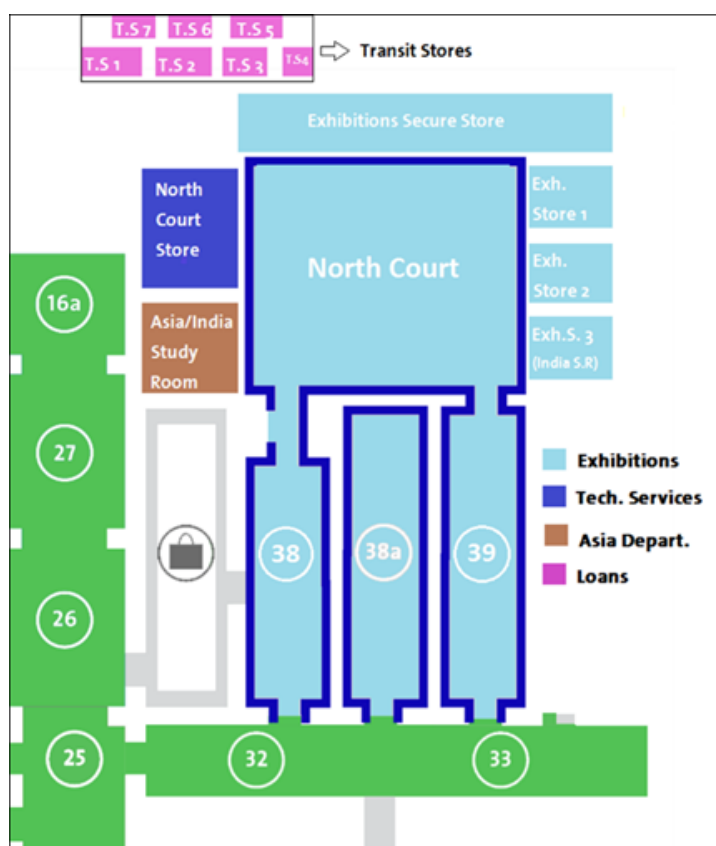 T.S 7 T.S 6 T.S 5
T.S 1 T.S 2 T.S 3 T.S4
Transit Stores
Exhibitions Secure Store
North
Court
Store
Exh.
Store 1
North Court
Exh.
Store 2
16a
Asia/India
Study
Room
Exh.S. 3
(India S.R)
27
Exhibitions
Tech. Services
Asia Depart.
Loans
38
38a
39
26
25
32
33